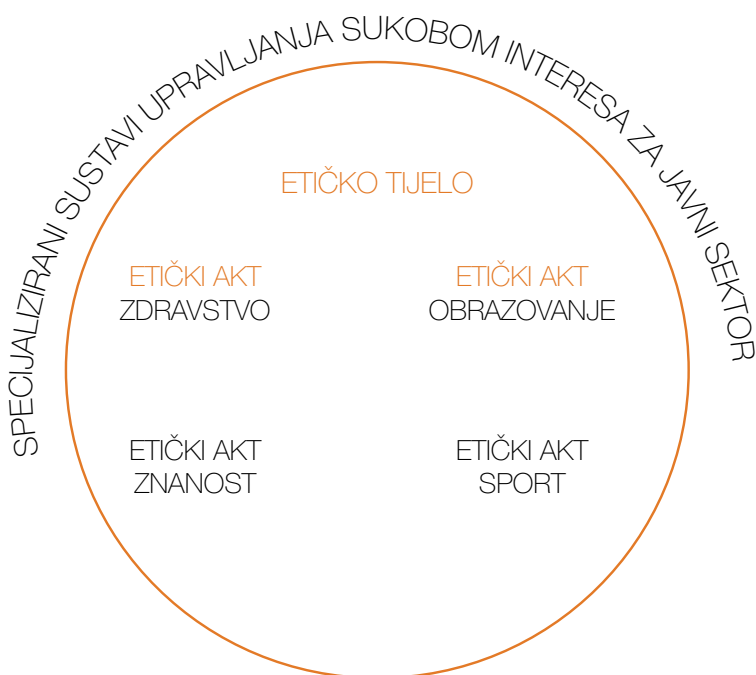 SPECIJALIZIRANI SUSTAVI UPRAVLJANJA SUKOBOM INTERESA ZA JAVNI SEKTOR
ETIČKO TIJELO
ETIČKI AKT
ZDRAVSTVO
ETIČKI AKT
OBRAZOVANJE
ETIČKI AKT
ZNANOST
ETIČKI AKT
SPORT